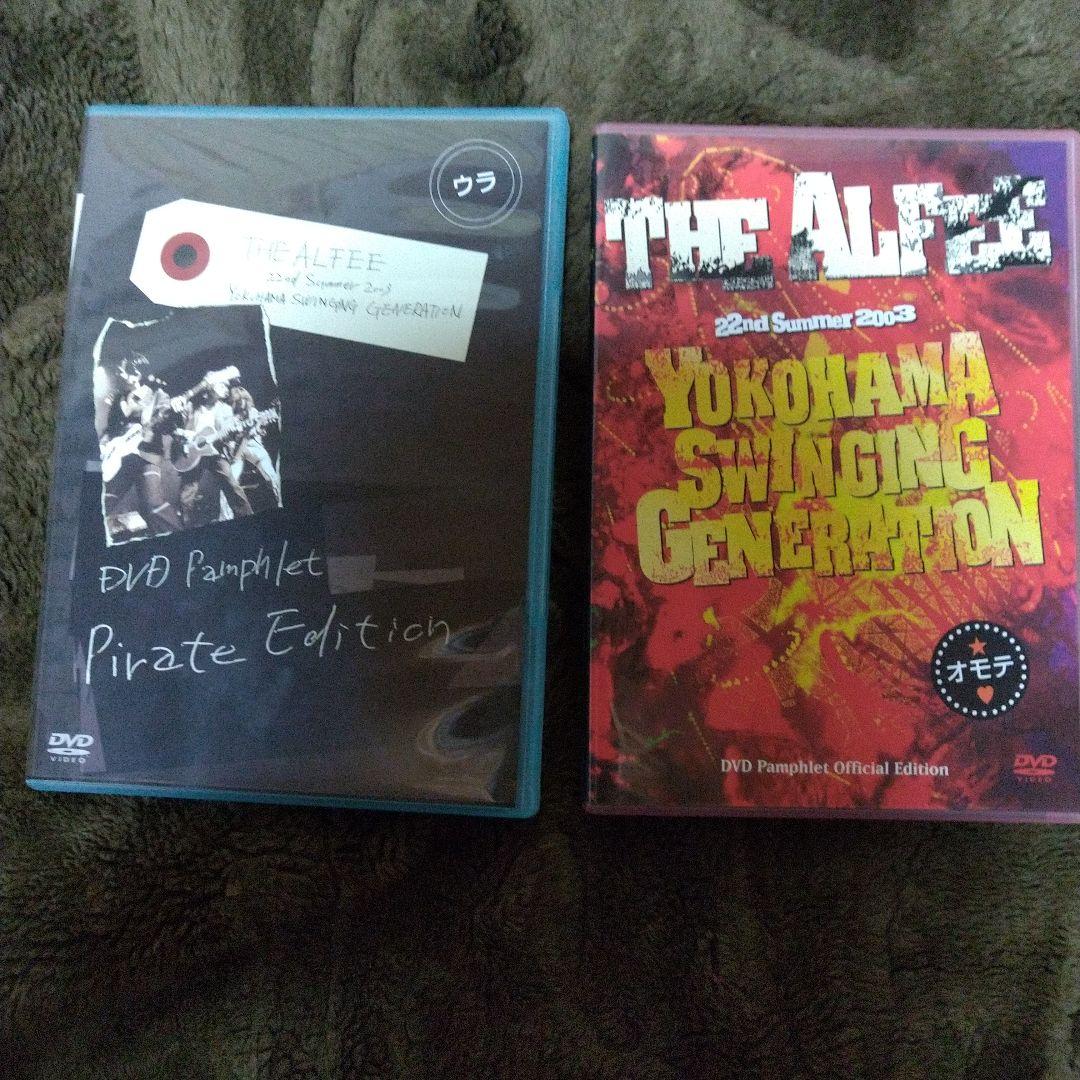 ウラ
THE ALFEE
22nd Summer 2003
YOKOHAMA SWINGING GENERATION
DVD Pamphlet
Pirate Edition
DVD
VIDEO
THE ALFEE
22nd Summer 2003
YOKOHAMA
SWINGING
GENERATION
オモテ
DVD Pamphlet Official Edition
DVD
VIDEO